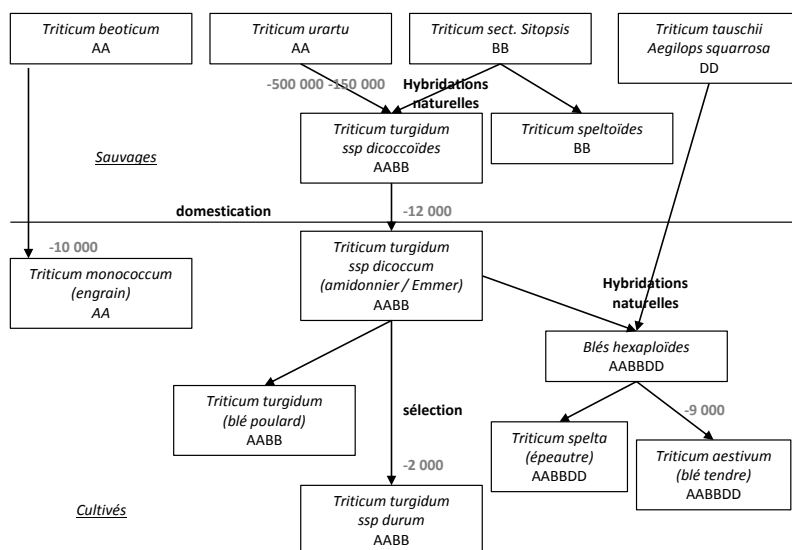 Triticum beoticum
AA
Triticum urartu
AA
Triticum sect. Sitopsis
BB
Triticum tauschii
Aegilops squarrosa
DD
-500 000 -150 000
Hybridations
naturelles
Triticum turgidum
ssp dicoccoïdes
AABB
Triticum speltoïdes
BB
Sauvages
domestication
-12 000
-10 000
Triticum monococcum
(engrain)
AA
Triticum turgidum
ssp dicoccum
(amidonnier / Emmer)
AABB
Hybridations
naturelles
Blés hexaploïdes
AABBDD
Triticum turgidum
(blé poulard)
AABB
sélection
-9 000
Triticum spelta
(épeautre)
AABBDD
Triticum aestivum
(blé tendre)
AABBDD
-2 000
Cultivés
Triticum turgidum
ssp durum
AABB